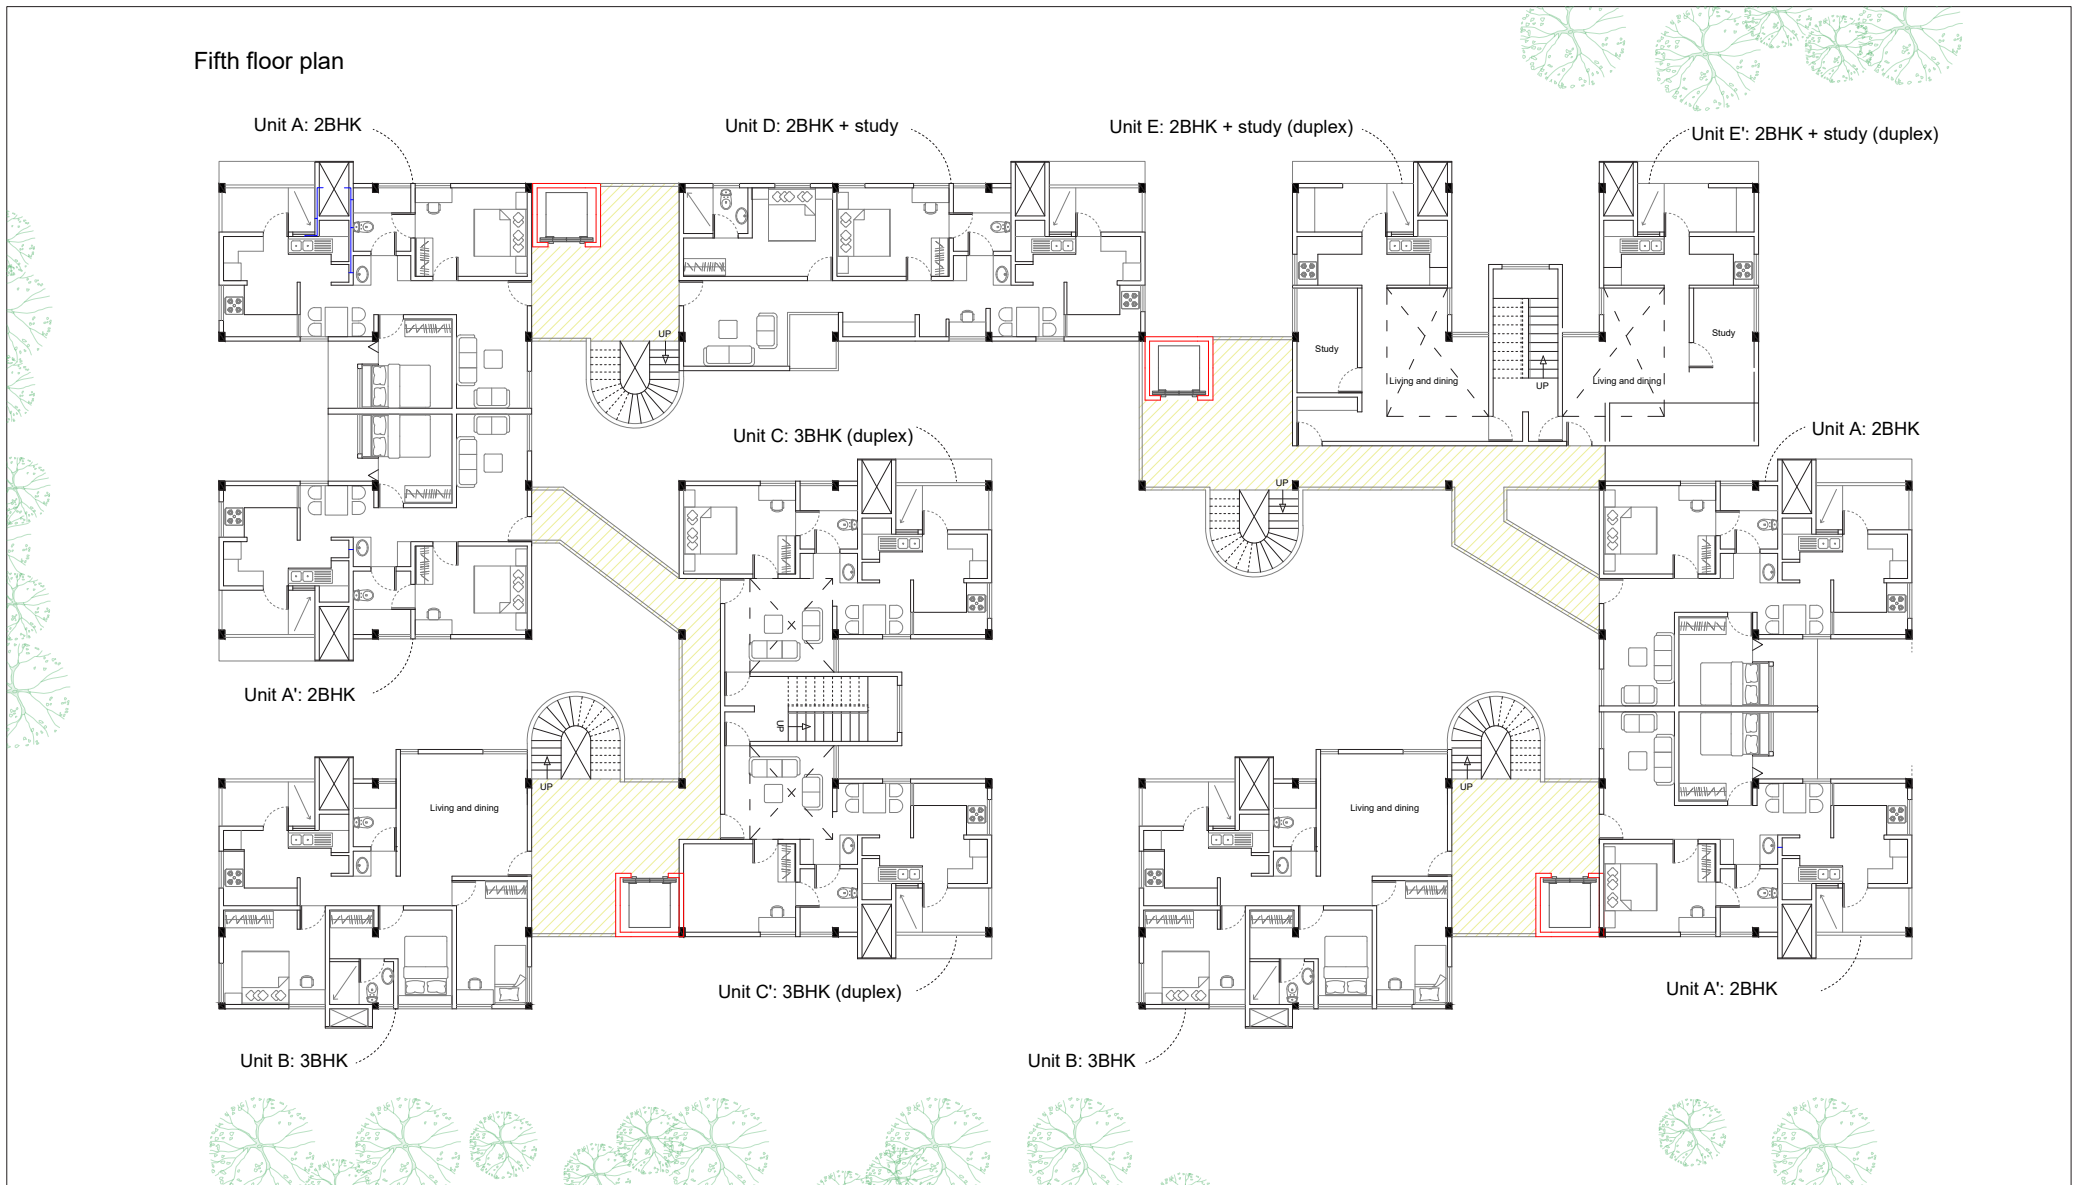 Fifth floor plan
Unit A: 2BHK
Unit D: 2BHK + study
Unit E: 2BHK + study (duplex)
Unit E': 2BHK + study (duplex)
UP
Study
Study
Living and dining
Living and dining
UP
Unit C: 3BHK (duplex)
Unit A: 2BHK
UP
Unit A': 2BHK
UP
UP
UP
Living and dining
Living and dining
Unit C': 3BHK (duplex)
Unit A': 2BHK
Unit B: 3BHK
Unit B: 3BHK